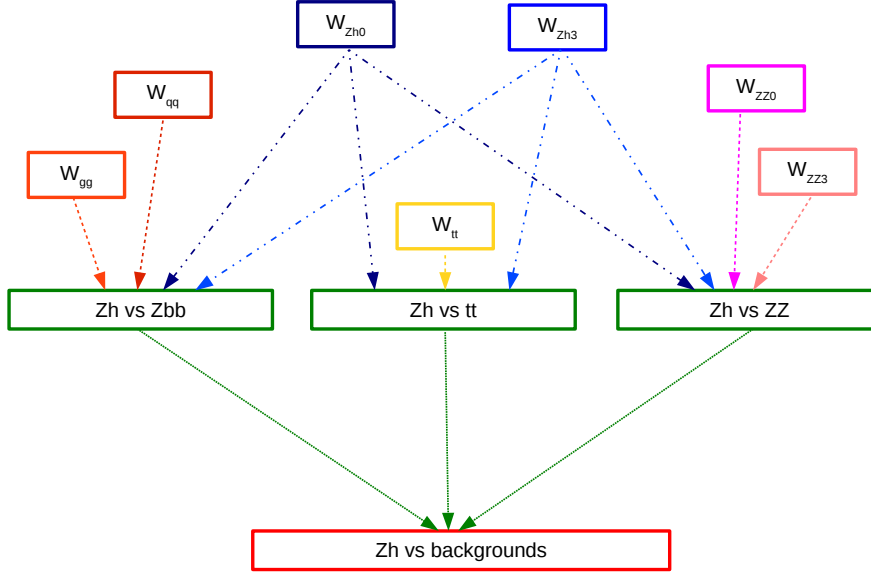 W_Zh0
W_Zh3
W_qq
W_ZZ0
W_gg
W_ZZ3
W_tt
Zh vs Zbb
Zh vs tt
Zh vs ZZ
Zh vs backgrounds